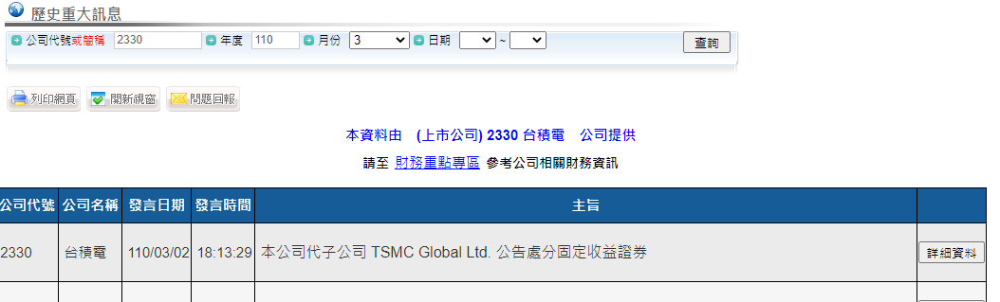 歷史重大訊息
公司代號或簡稱 2330 年度 110 月份 3 日期 ~ 查詢
列印網頁 開新視窗 問題回報
本資料由 (上市公司) 2330 台積電 公司提供
請至 財務重點專區 參考公司相關財務資訊
公司代號 公司名稱 發言日期 發言時間 主旨
2330 台積電 110/03/02 18:13:29 本公司代子公司 TSMC Global Ltd. 公告處分固定收益證券 詳細資料